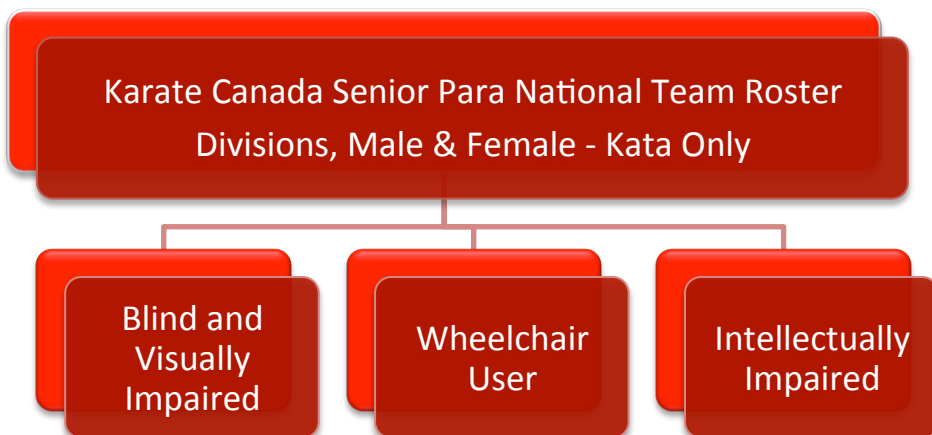 Karate Canada Senior Para National Team Roster
Divisions, Male & Female - Kata Only
Blind and
Visually
Impaired
Wheelchair
User
Intellectually
Impaired